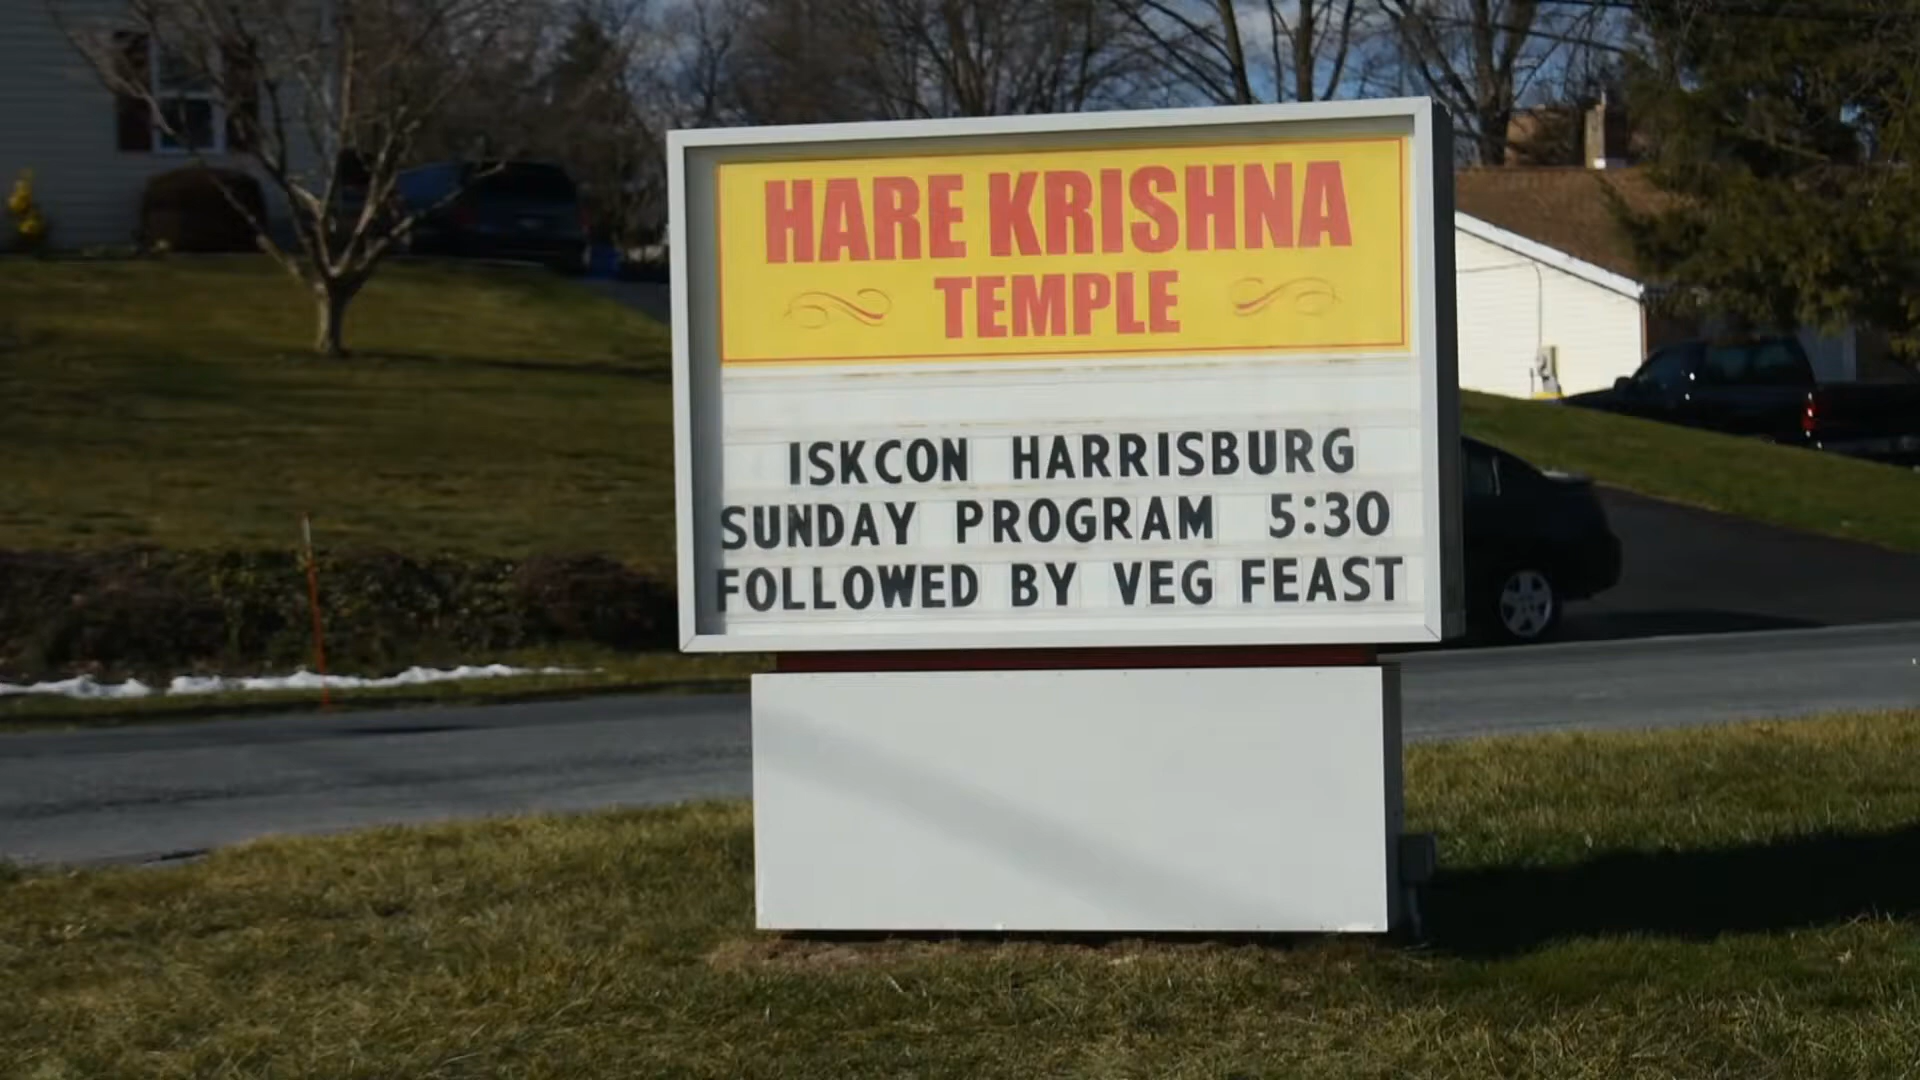 HARE KRISHNA
TEMPLE
ISKCON HARRISBURG
SUNDAY PROGRAM 5:30
FOLLOWED BY VEG FEAST